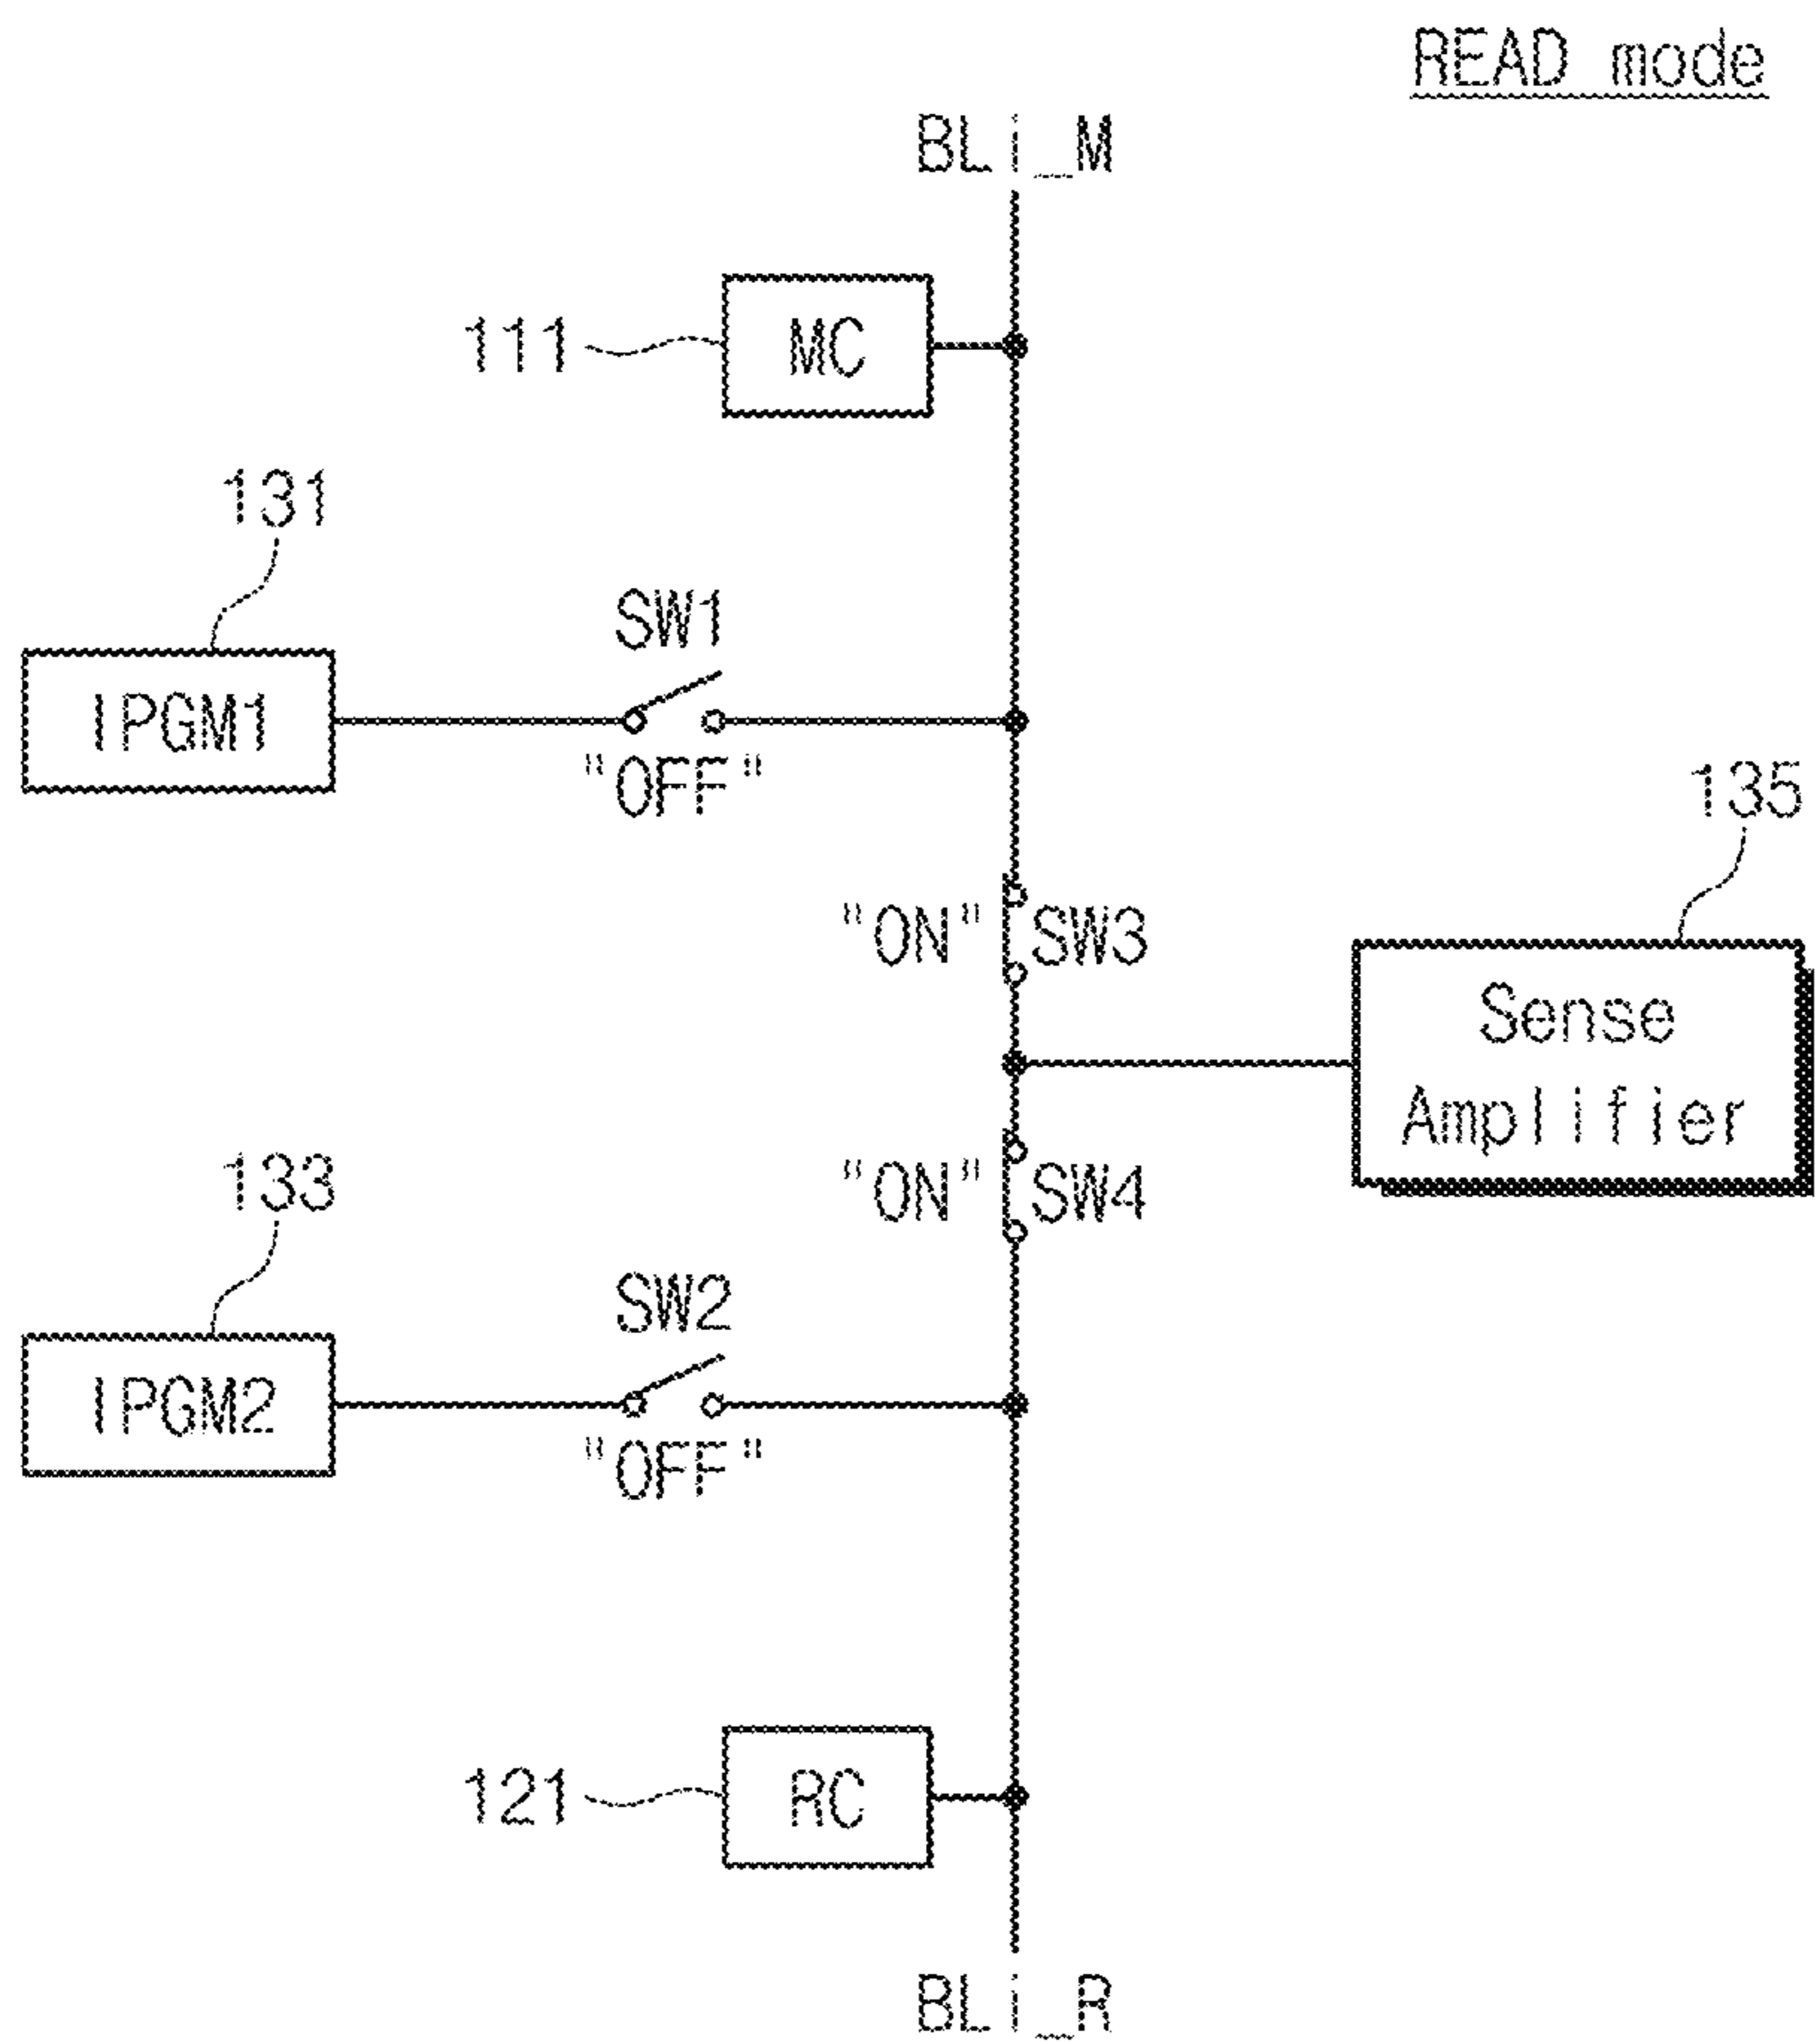 READ mode
BLi_M
MC
111
131
SW1
IPGM1
"OFF"
135
"ON" SW3
Sense
Amplifier
133
"ON" SW4
SW2
IPGM2
"OFF"
121
RC
BLi_R